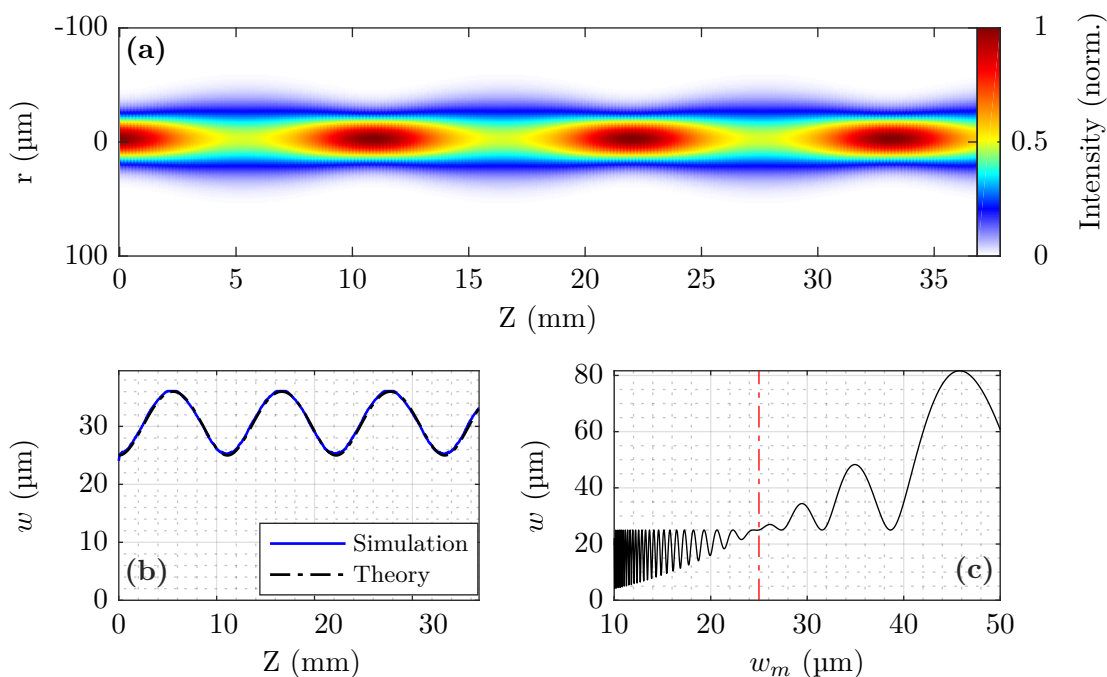 (a)
-100
0
100
r (µm)
0 5 10 15 20 25 30 35
Z (mm)
1
0.5
0
Intensity (norm.)
30
20
10
0
w (µm)
0 10 20 30
Z (mm)
(b)
Simulation
Theory
80
60
40
20
0
w (µm)
10 20 30 40 50
w_m (µm)
(c)